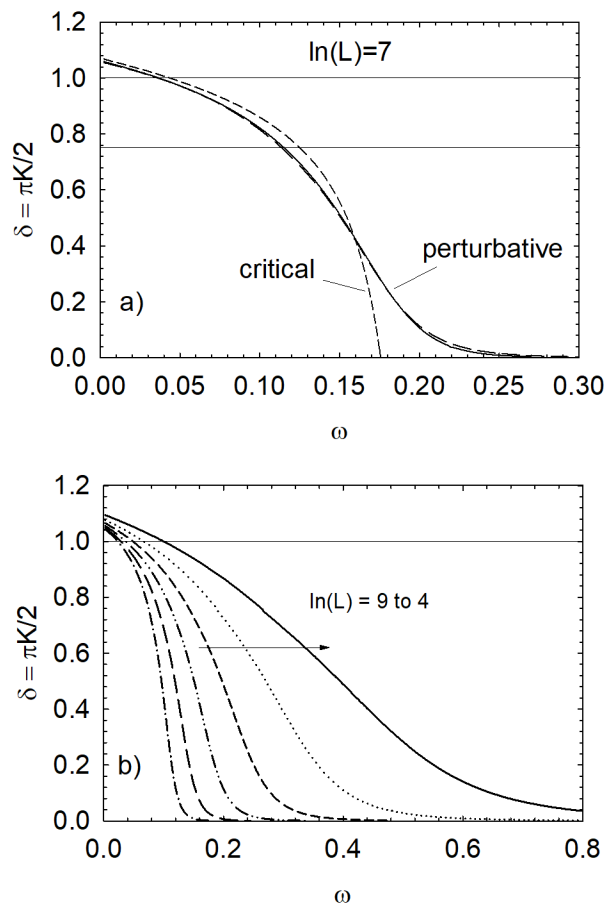 ln(L)=7
1.2
1.0
0.8
0.6
0.4
0.2
0.0
δ = πK/2
critical
perturbative
a)
0.00 0.05 0.10 0.15 0.20 0.25 0.30
ω
1.2
1.0
0.8
0.6
0.4
0.2
0.0
δ = πK/2
ln(L) = 9 to 4
b)
0.0 0.2 0.4 0.6 0.8
ω